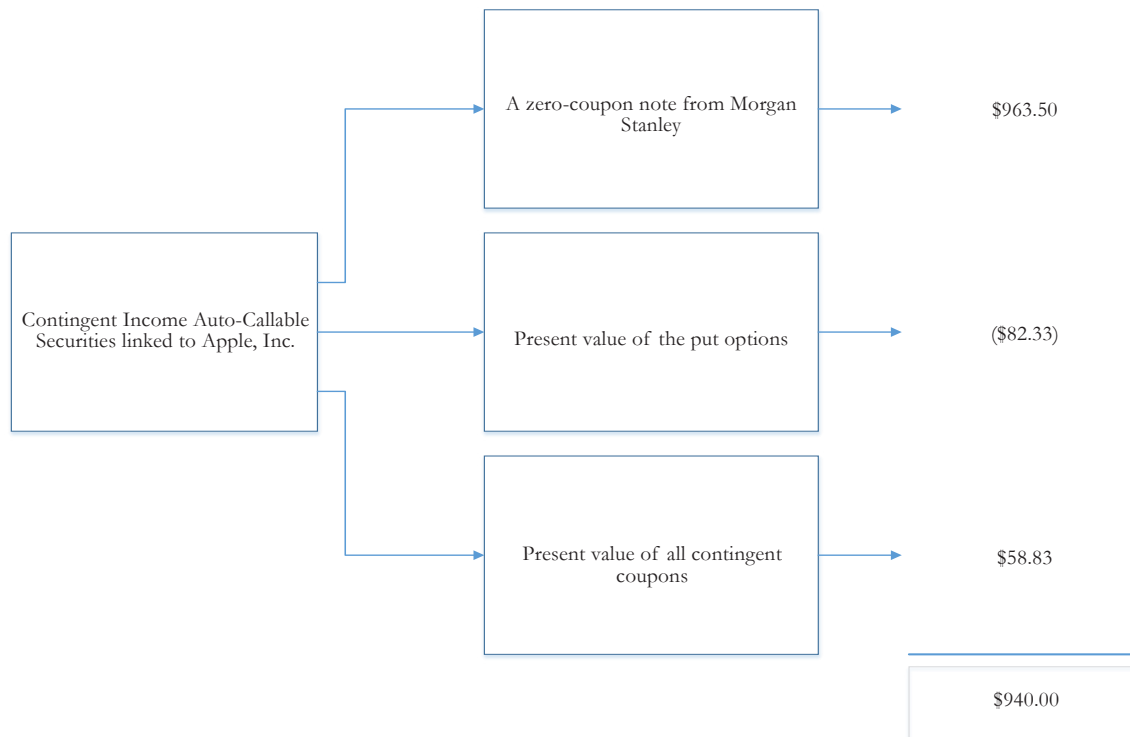 A zero-coupon note from Morgan
Stanley
$963.50
Contingent Income Auto-Callable
Securities linked to Apple, Inc.
Present value of the put options
($82.33)
Present value of all contingent
coupons
$58.83
$940.00